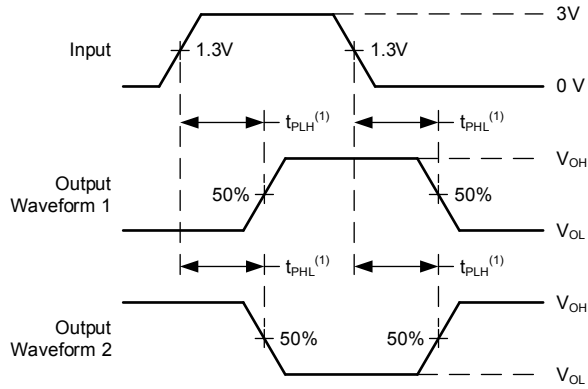 3V
Input
1.3V
1.3V
0 V
tPLH(1)
tPHL(1)
VOH
Output
Waveform 1
50%
50%
VOL
tPHL(1)
tPLH(1)
VOH
Output
Waveform 2
50%
50%
VOL